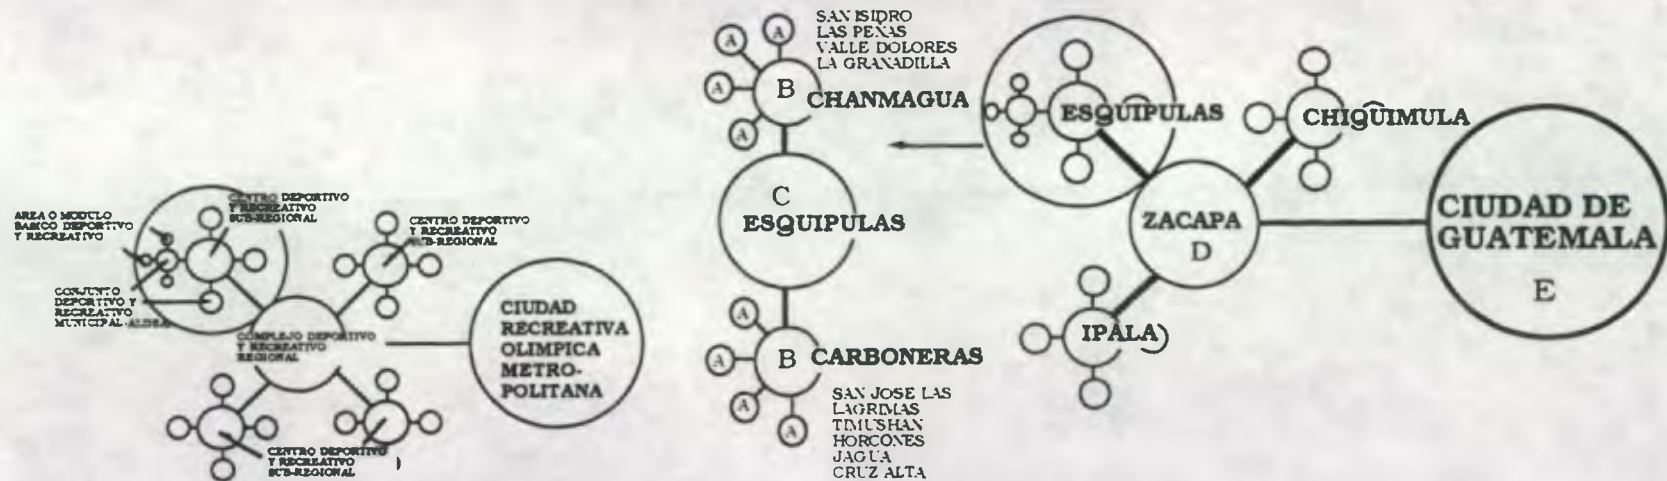 AREA O MODULO
BASICO DEPORTIVO
Y RECREATIVO
CENTRO DEPORTIVO
Y RECREATIVO
SUB-REGIONAL
CENTRO DEPORTIVO
Y RECREATIVO
SUB-REGIONAL
CONJUNTO
DEPORTIVO Y
RECREATIVO
MUNICIPAL-ALDEA
COMPLEJO DEPORTIVO
Y RECREATIVO
REGIONAL
CENTRO DEPORTIVO
Y RECREATIVO
SUB-REGIONAL
CIUDAD
RECREATIVA
OLIMPICA
METRO-
POLITANA
SAN ISIDRO
LAS PEÑAS
VALLE DOLORES
LA GRANADILLA
A
A
A
A
B CHANMAGUA
C
ESQUIPULAS
B CARBONERAS
A
A
A
A
SAN JOSE LAS
LAGRIMAS
TIMUSHAN
HORCONES
JAGUA
CRUZ ALTA
ESQUIPULAS
CHIQUIMULA
ZACAPA
D
IPALA)
CIUDAD DE
GUATEMALA
E